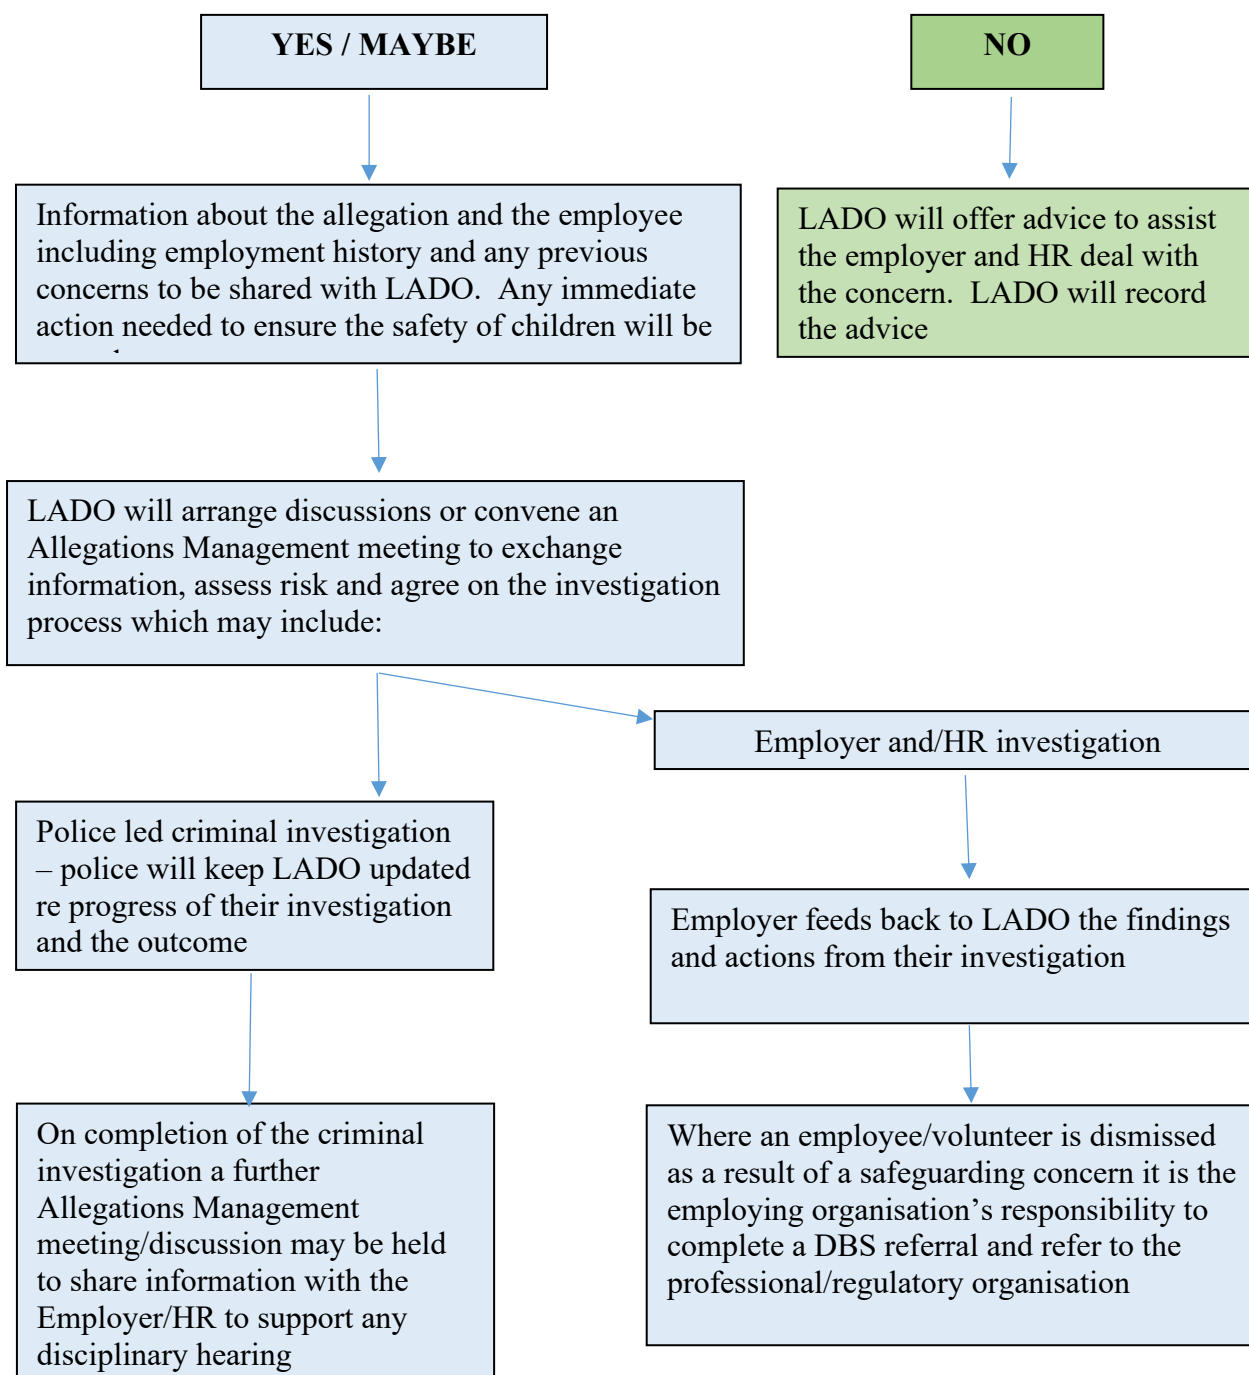 YES / MAYBE
NO
Information about the allegation and the employee
including employment history and any previous
concerns to be shared with LADO.  Any immediate
action needed to ensure the safety of children will be
LADO will offer advice to assist
the employer and HR deal with
the concern.  LADO will record
the advice
LADO will arrange discussions or convene an
Allegations Management meeting to exchange
information, assess risk and agree on the investigation
process which may include:
Employer and/HR investigation
Police led criminal investigation
– police will keep LADO updated
re progress of their investigation
and the outcome
Employer feeds back to LADO the findings
and actions from their investigation
On completion of the criminal
investigation a further
Allegations Management
meeting/discussion may be held
to share information with the
Employer/HR to support any
disciplinary hearing
Where an employee/volunteer is dismissed
as a result of a safeguarding concern it is the
employing organisation’s responsibility to
complete a DBS referral and refer to the
professional/regulatory organisation